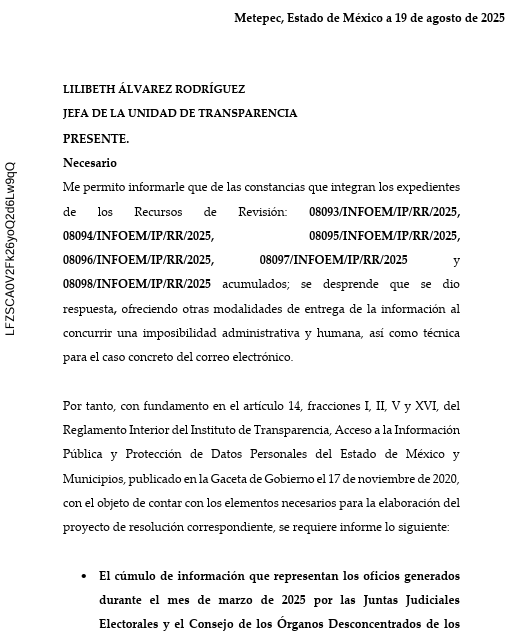 Metepec, Estado de México a 19 de agosto de 2025
LILIBETH ÁLVAREZ RODRÍGUEZ
JEFA DE LA UNIDAD DE TRANSPARENCIA
PRESENTE.
Necesario
Me permito informarle que de las constancias que integran los expedientes
de los Recursos de Revisión: 08093/INFOEM/IP/RR/2025,
08094/INFOEM/IP/RR/2025, 08095/INFOEM/IP/RR/2025,
08096/INFOEM/IP/RR/2025, 08097/INFOEM/IP/RR/2025 y
08098/INFOEM/IP/RR/2025 acumulados; se desprende que se dio
respuesta, ofreciendo otras modalidades de entrega de la información al
concurrir una imposibilidad administrativa y humana, así como técnica
para el caso concreto del correo electrónico.
Por tanto, con fundamento en el artículo 14, fracciones I, II, V y XVI, del
Reglamento Interior del Instituto de Transparencia, Acceso a la Información
Pública y Protección de Datos Personales del Estado de México y
Municipios, publicado en la Gaceta de Gobierno el 17 de noviembre de 2020,
con el objeto de contar con los elementos necesarios para la elaboración del
proyecto de resolución correspondiente, se requiere informe lo siguiente:
• El cúmulo de información que representan los oficios generados
durante el mes de marzo de 2025 por las Juntas Judiciales
Electorales y el Consejo de los Órganos Desconcentrados de los
LFZSCA0V2Fk26yoQ2d6Lw9qQ